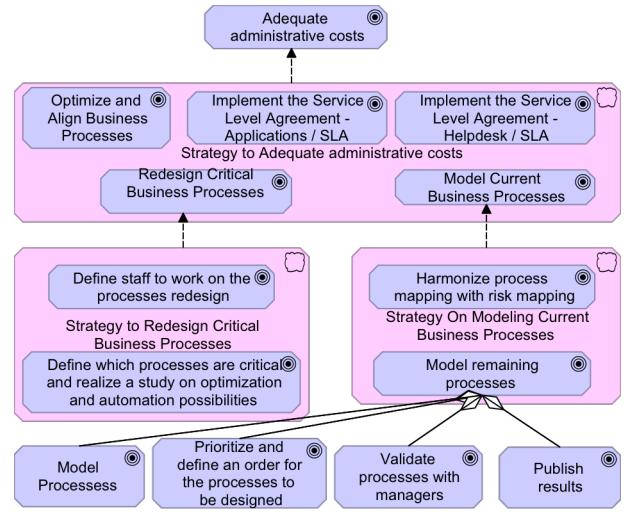 Adequate
administrative costs
Optimize and
Align Business
Processes
Implement the Service
Level Agreement -
Applications / SLA
Implement the Service
Level Agreement -
Helpdesk / SLA
Strategy to Adequate administrative costs
Redesign Critical
Business Processes
Model Current
Business Processes
Define staff to work on the
processes redesign
Strategy to Redesign Critical
Business Processes
Define which processes are critical
and realize a study on optimization
and automation possibilities
Harmonize process
mapping with risk mapping
Strategy On Modeling Current
Business Processes
Model remaining
processes
Model
Processess
Prioritize and
define an order for
the processes to
be designed
Validate
processes with
managers
Publish
results